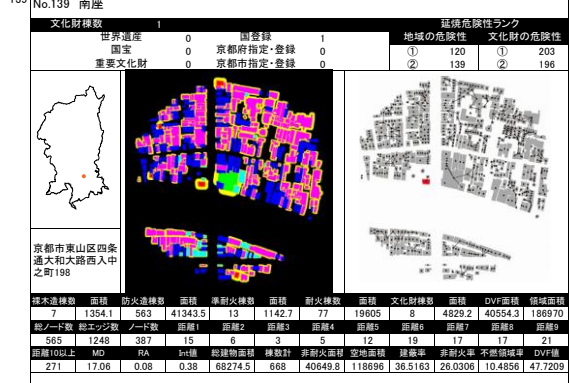 No.139 南座
文化財棟数 1 延焼危険性ランク
世界遺産 0 国登録 1 地域の危険性 文化財の危険性
国宝 0 京都府指定・登録 0 ① 120 ① 203
重要文化財 0 京都市指定・登録 0 ② 139 ② 196
京都市東山区四条
通大和大路西入中
之町198
裸木造棟数 面積 防火造棟数 面積 準耐火棟数 面積 耐火棟数 面積 文化財棟数 面積 DVF面積 領域面積
7 1354.1 563 41343.5 13 1142.7 77 19605 8 4829.2 40554.3 186970
総ノード数 総エッジ数 ノード数 距離1 距離2 距離3 距離4 距離5 距離6 距離7 距離8 距離9
565 1248 387 15 6 3 5 12 19 17 17 21
距離10以上 MD RA Int値 総建物面積 棟数計 非耐火面積 空地面積 建蔽率 非耐火率 不燃領域率 DVF値
271 17.06 0.08 0.38 68274.5 668 40649.8 118696 36.5163 26.0306 10.4856 47.7209